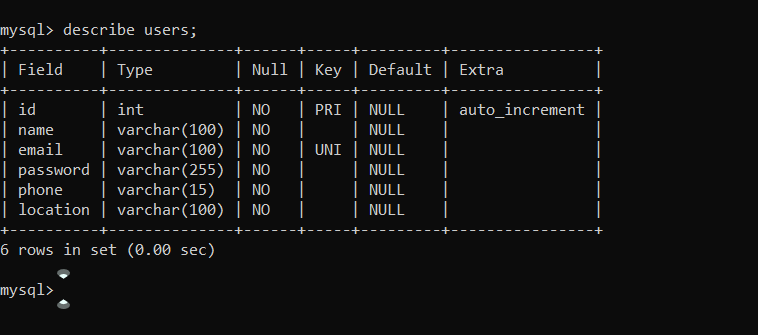 mysql> describe users;
+----------+--------------+------+-----+---------+----------------+
| Field    | Type         | Null | Key | Default | Extra          |
+----------+--------------+------+-----+---------+----------------+
| id       | int          | NO   | PRI | NULL    | auto_increment |
| name     | varchar(100) | NO   |     | NULL    |                |
| email    | varchar(100) | NO   | UNI | NULL    |                |
| password | varchar(255) | NO   |     | NULL    |                |
| phone    | varchar(15)  | NO   |     | NULL    |                |
| location | varchar(100) | NO   |     | NULL    |                |
+----------+--------------+------+-----+---------+----------------+
6 rows in set (0.00 sec)
mysql>